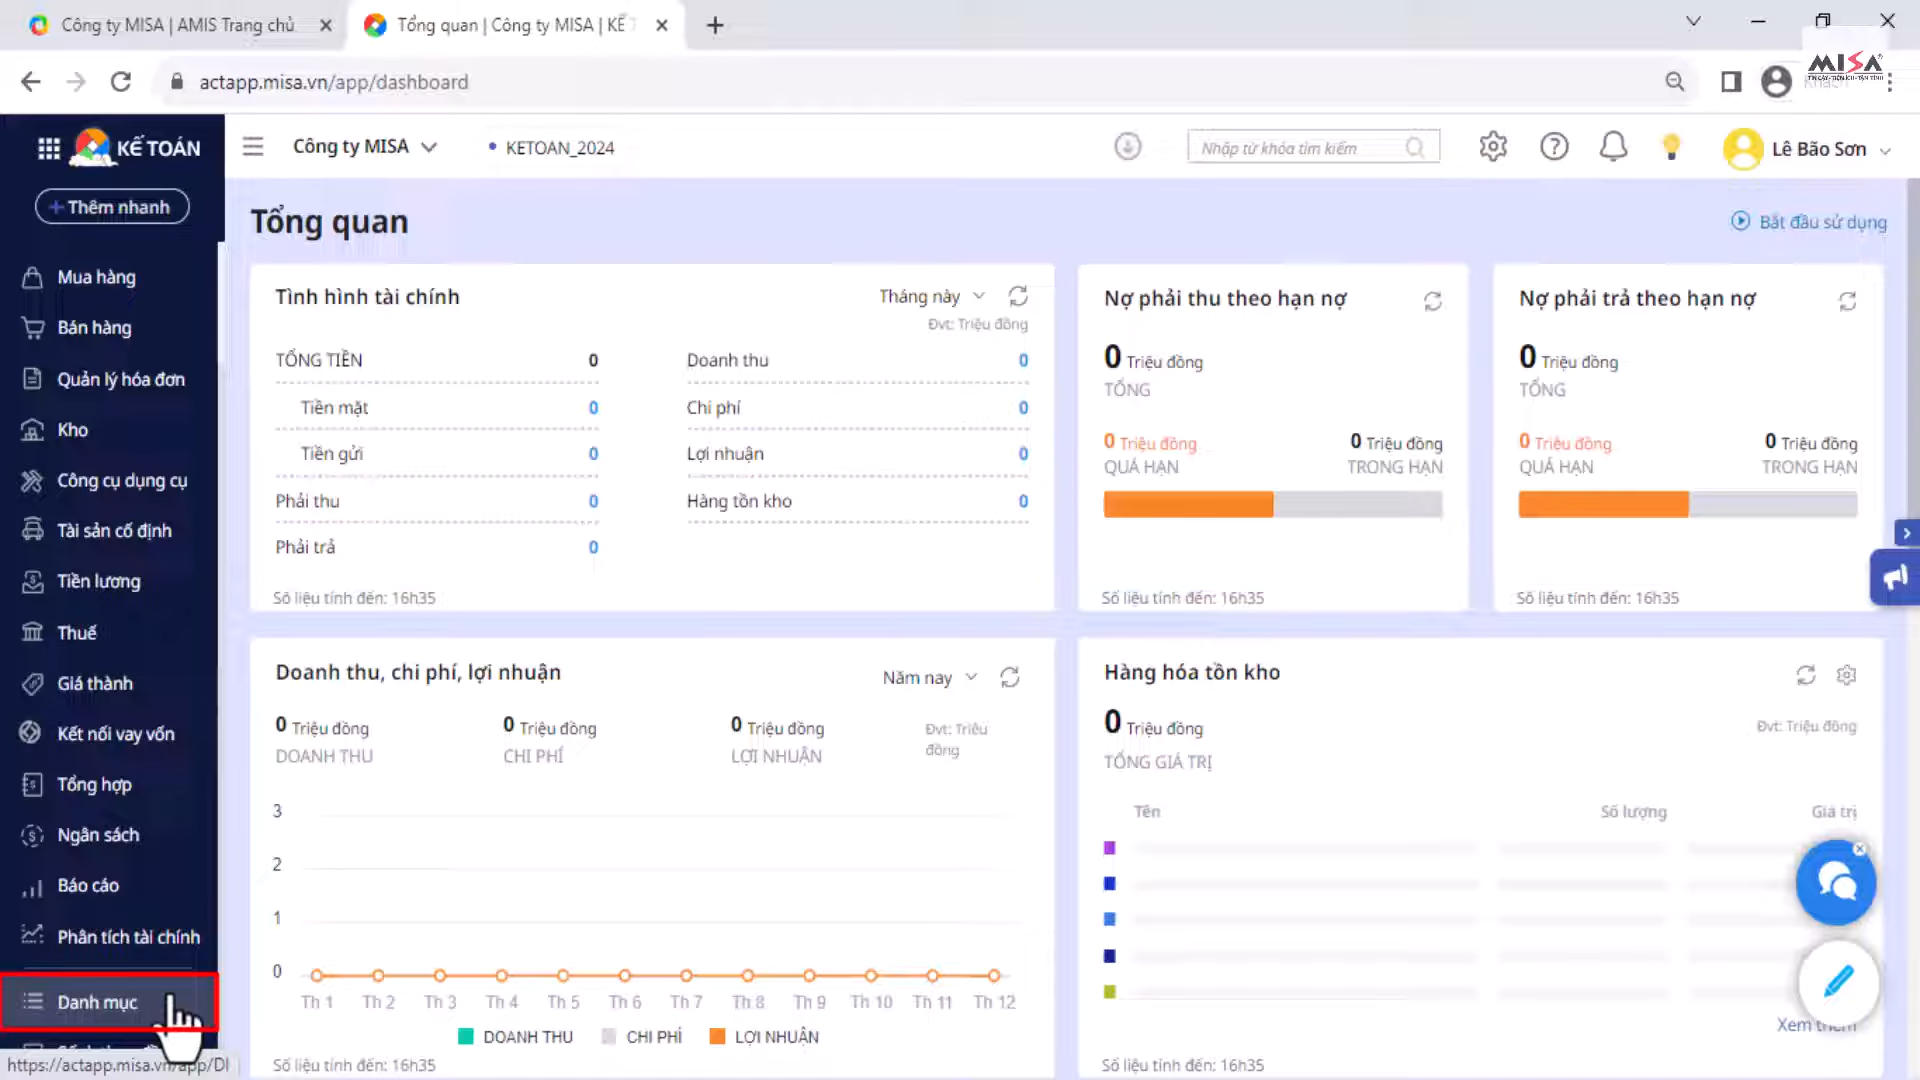 Công ty MISA | AMIS Trang chủ
Tổng quan | Công ty MISA | KẾ T
actapp.misa.vn/app/dashboard
MISA
TIN CẬY - TIỆN ÍCH - TẬN TÌNH
Khách
KẾ TOÁN
Công ty MISA
KETOAN_2024
Nhập từ khóa tìm kiếm
Lê Bão Sơn
+ Thêm nhanh
Mua hàng
Bán hàng
Quản lý hóa đơn
Kho
Công cụ dụng cụ
Tài sản cố định
Tiền lương
Thuế
Giá thành
Kết nối vay vốn
Tổng hợp
Ngân sách
Báo cáo
Phân tích tài chính
Danh mục
https://actapp.misa.vn/app/DI
Tổng quan
Bắt đầu sử dụng
Tình hình tài chính
Tháng này
Đvt: Triệu đồng
TỔNG TIỀN 0
Tiền mặt 0
Tiền gửi 0
Phải thu 0
Phải trả 0
Doanh thu 0
Chi phí 0
Lợi nhuận 0
Hàng tồn kho 0
Số liệu tính đến: 16h35
Nợ phải thu theo hạn nợ
0 Triệu đồng
TỔNG
0 Triệu đồng
QUÁ HẠN
0 Triệu đồng
TRONG HẠN
Số liệu tính đến: 16h35
Nợ phải trả theo hạn nợ
0 Triệu đồng
TỔNG
0 Triệu đồng
QUÁ HẠN
0 Triệu đồng
TRONG HẠN
Số liệu tính đến: 16h35
Doanh thu, chi phí, lợi nhuận
Năm nay
0 Triệu đồng
DOANH THU
0 Triệu đồng
CHI PHÍ
0 Triệu đồng
LỢI NHUẬN
Đvt: Triệu
đồng
3
2
1
0
Th 1 Th 2 Th 3 Th 4 Th 5 Th 6 Th 7 Th 8 Th 9 Th 10 Th 11 Th 12
DOANH THU CHI PHÍ LỢI NHUẬN
Số liệu tính đến: 16h35
Hàng hóa tồn kho
0 Triệu đồng
TỔNG GIÁ TRỊ
Đvt: Triệu đồng
Tên Số lượng Giá trị
Xem thêm
Số liệu tính đến: 16h35